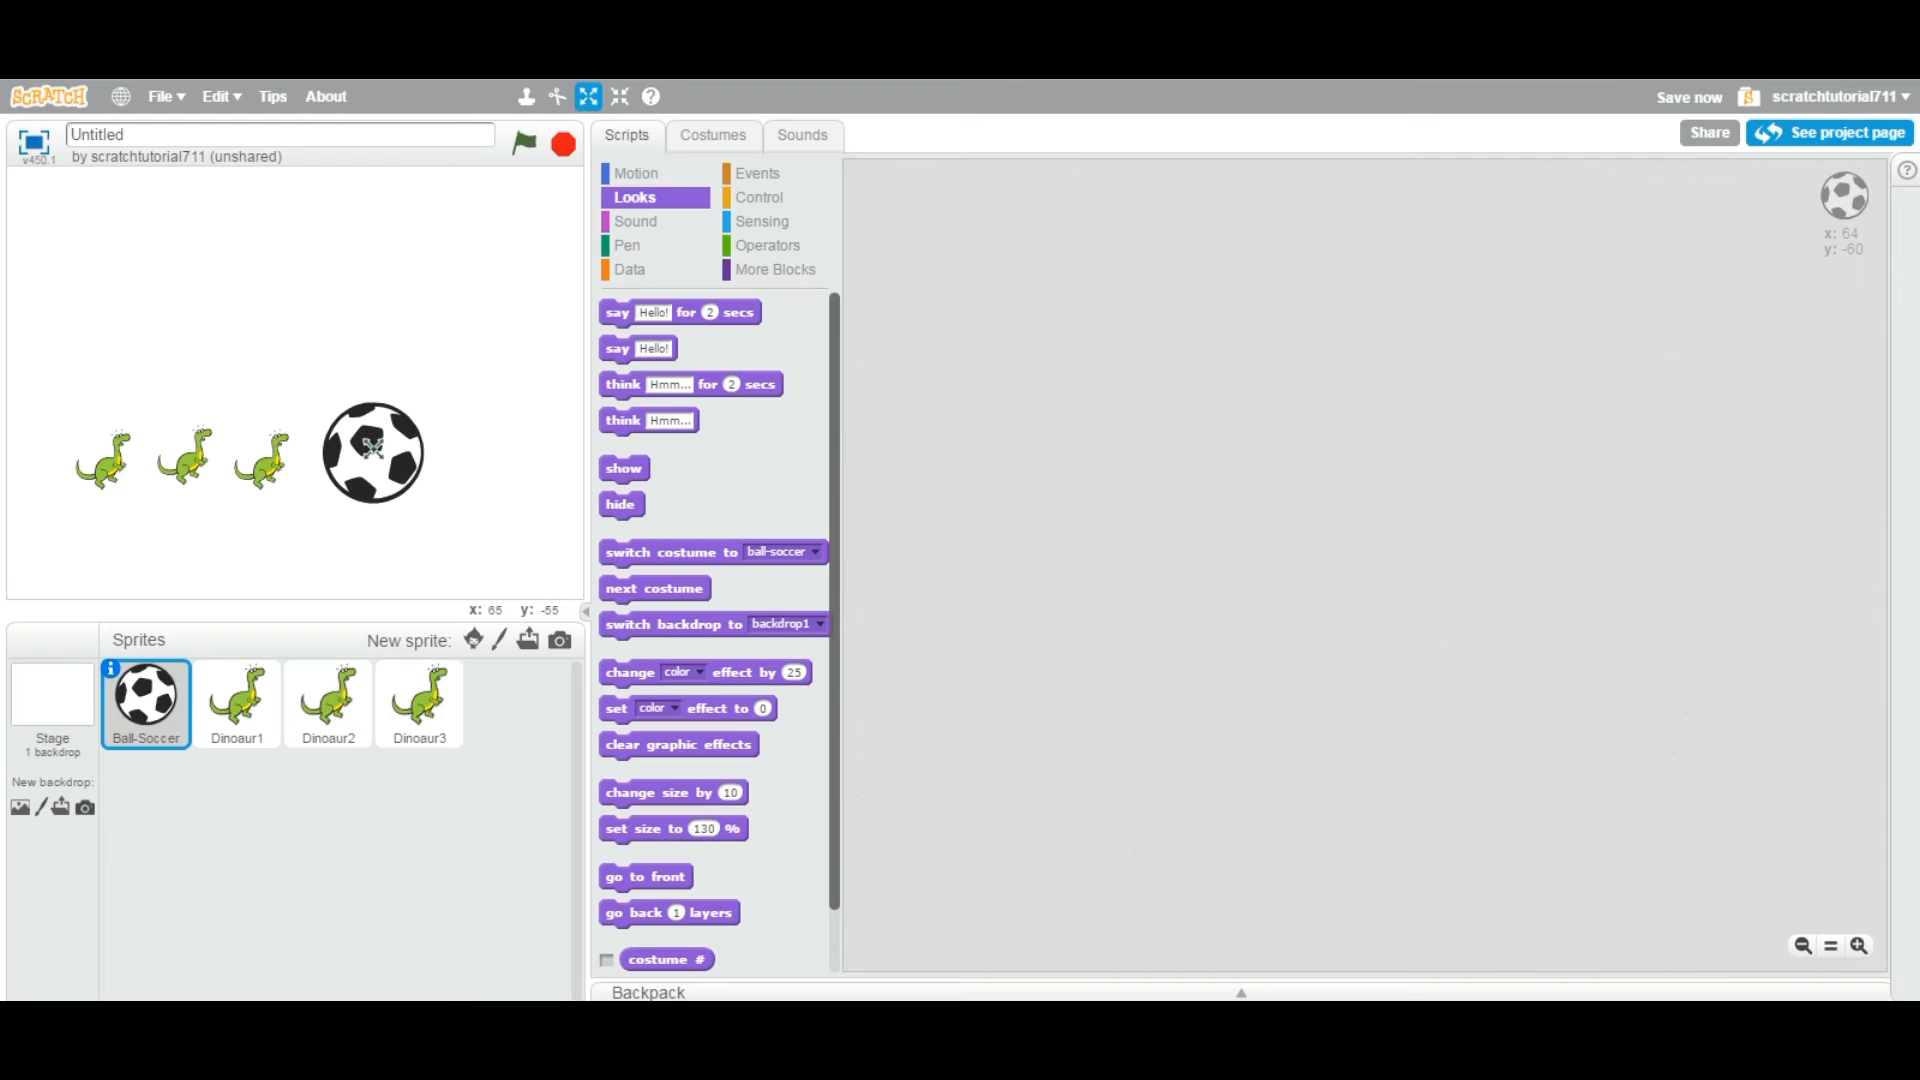 SCRATCH File Edit Tips About Save now scratchtutorial711
v450.1 Untitled
by scratchtutorial711 (unshared)
Scripts Costumes Sounds
Share See project page
Motion Events
Looks Control
Sound Sensing
Pen Operators
Data More Blocks
say Hello! for 2 secs
say Hello!
think Hmm... for 2 secs
think Hmm...
show
hide
switch costume to ball-soccer
next costume
switch backdrop to backdrop1
change color effect by 25
set color effect to 0
clear graphic effects
change size by 10
set size to 130 %
go to front
go back 1 layers
costume #
x: 64
y: -60
x: 65 y: -55
Sprites New sprite:
Ball-Soccer Dinoaur1 Dinoaur2 Dinoaur3
Stage
1 backdrop
New backdrop:
Backpack